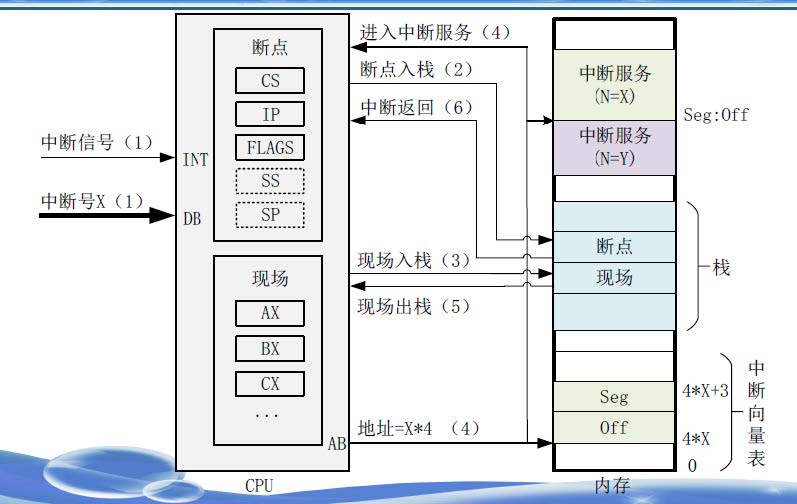 断点
CS
IP
FLAGS
SS
SP
中断信号（1）
INT
中断号X（1）
DB
现场
AX
BX
CX
...
AB
CPU
进入中断服务（4）
断点入栈（2）
中断返回（6）
现场入栈（3）
现场出栈（5）
地址=X*4 （4）
中断服务
(N=X)
Seg:Off
中断服务
(N=Y)
断点
现场
栈
Seg
4*X+3
Off
4*X
0
中断向量表
内存